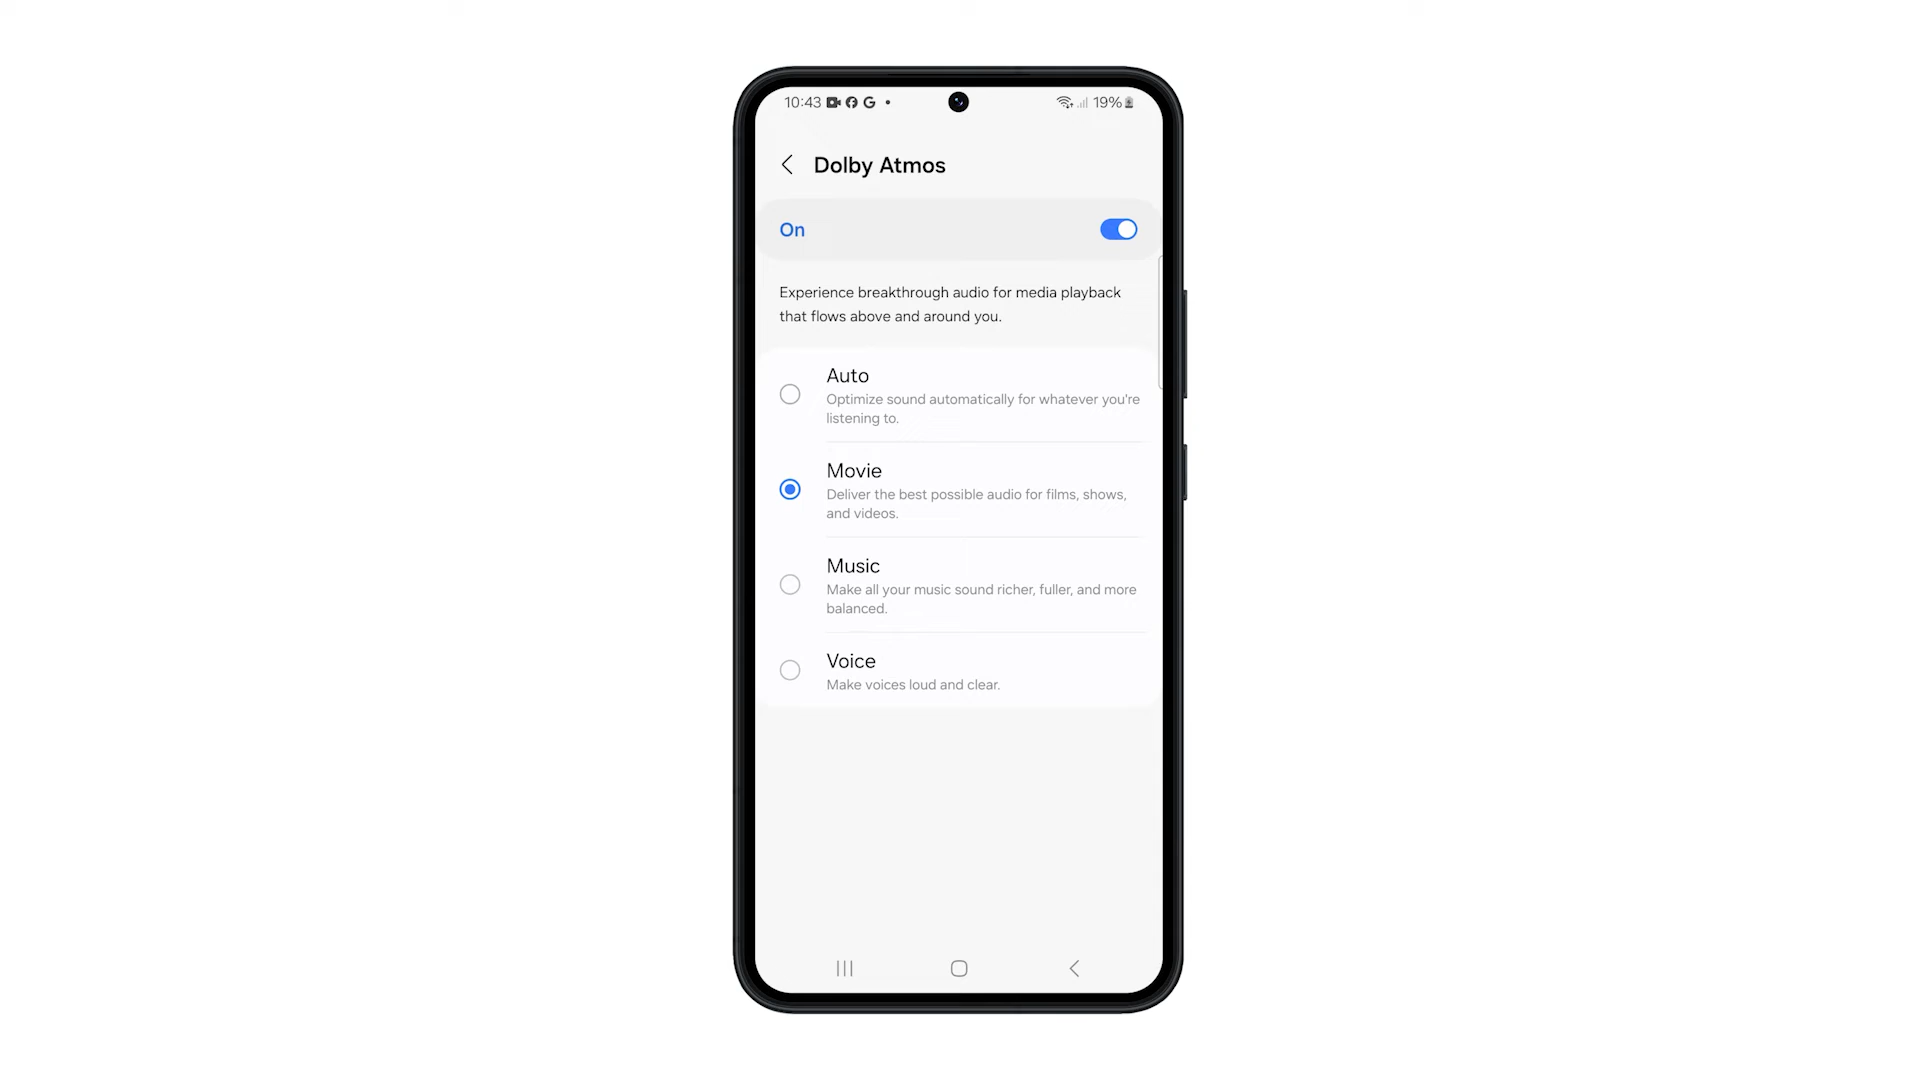 10:43 19%
Dolby Atmos
On
Experience breakthrough audio for media playback
that flows above and around you.
Auto
Optimize sound automatically for whatever you're
listening to.
Movie
Deliver the best possible audio for films, shows,
and videos.
Music
Make all your music sound richer, fuller, and more
balanced.
Voice
Make voices loud and clear.